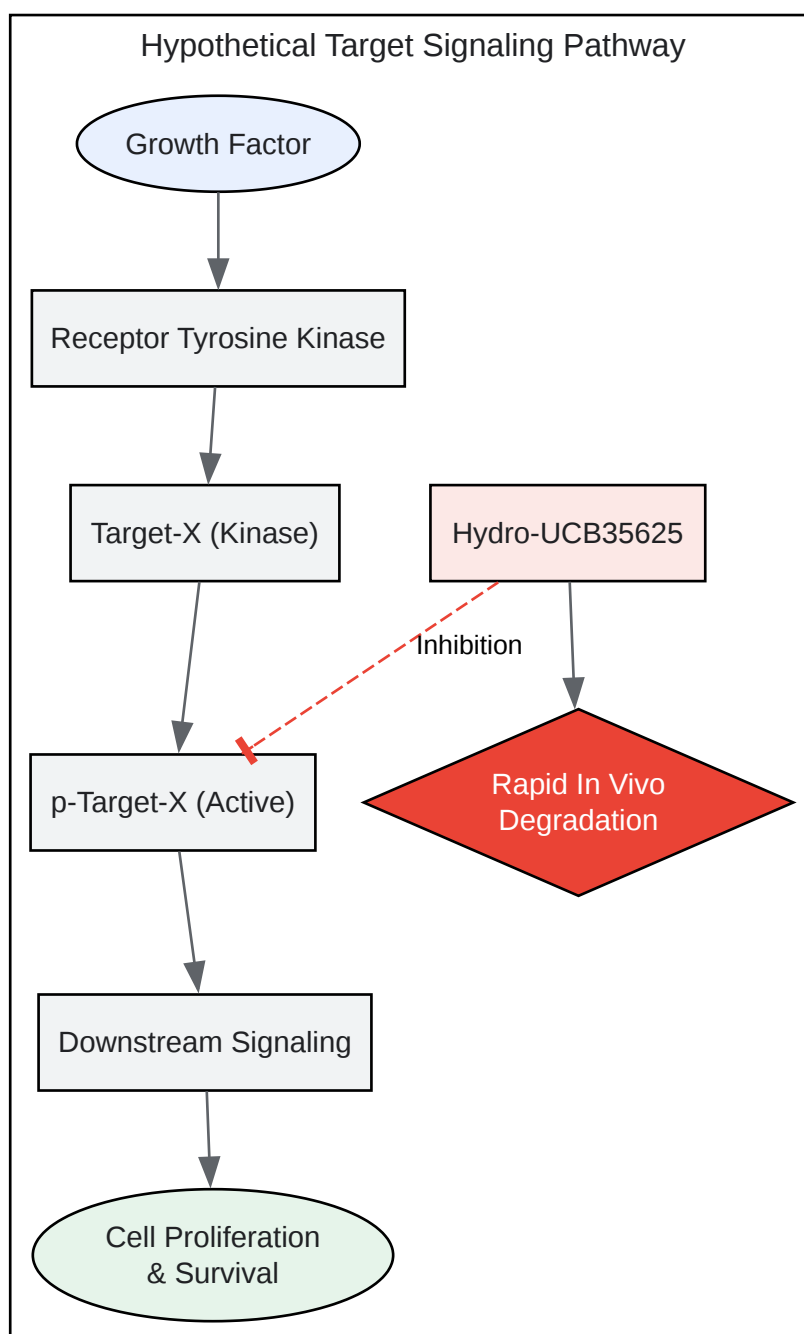 Hypothetical Target Signaling Pathway
Growth Factor
Receptor Tyrosine Kinase
Target-X (Kinase)
Hydro-UCB35625
Inhibition
p-Target-X (Active)
Rapid In Vivo
Degradation
Downstream Signaling
Cell Proliferation
& Survival